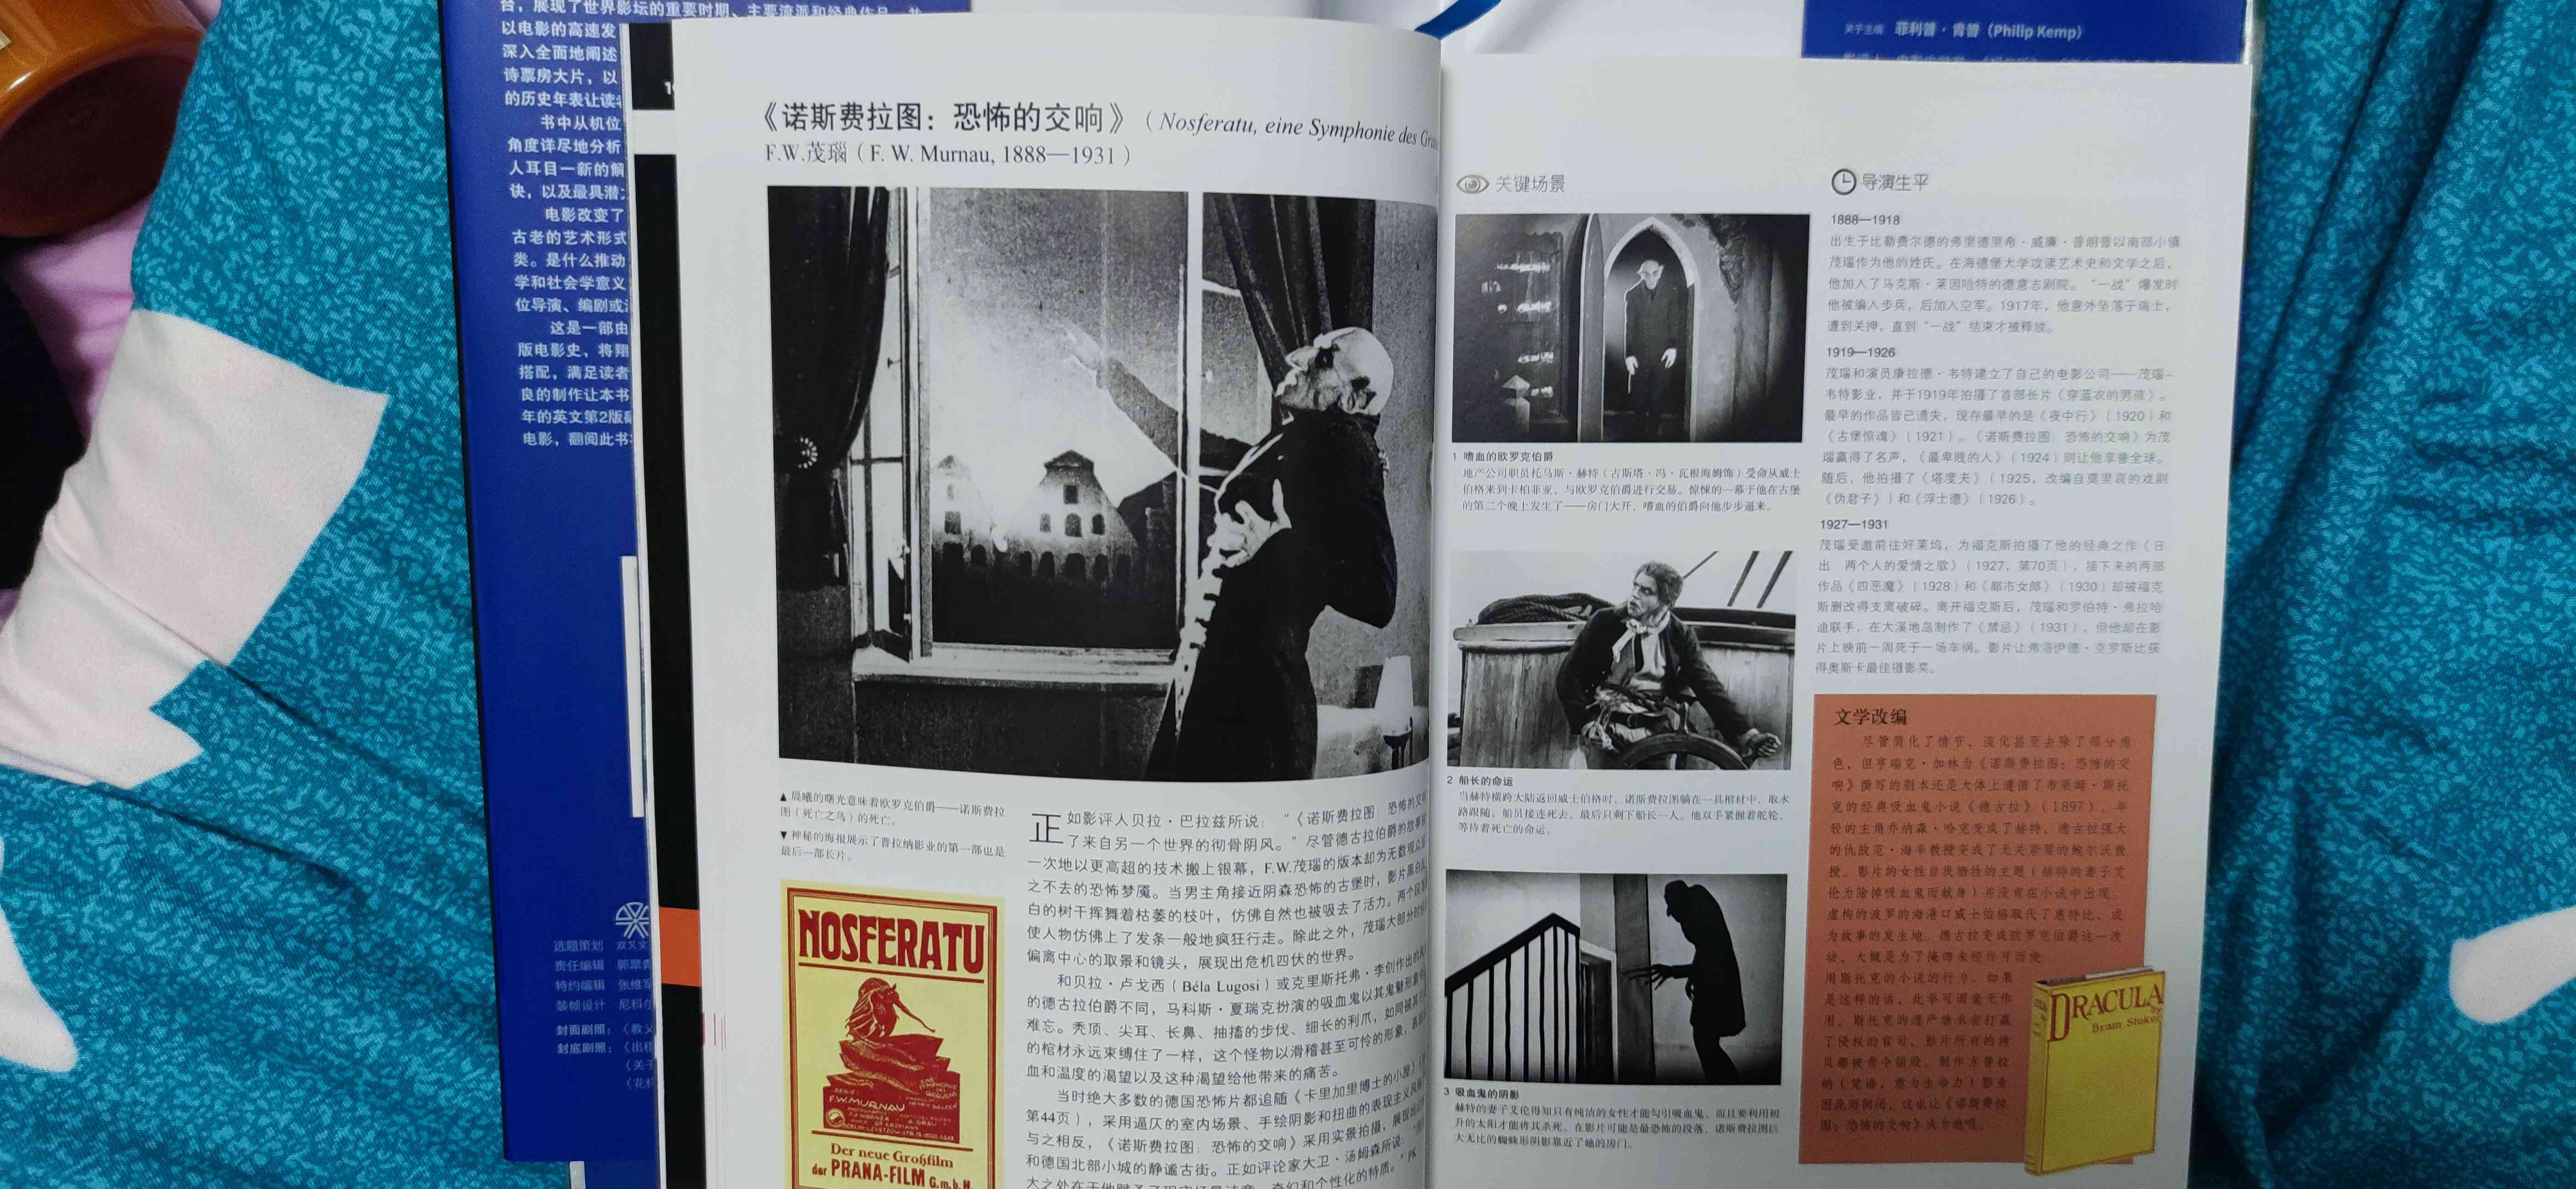 台，展现了世界影坛的重要时期、主要流派和经典作品，并
以电影的高速发
深入全面地阐述
诗票房大片，以
的历史年表让读
书中从机位
角度详尽地分析
人耳目一新的解
诀，以及最具潜
电影改变了
古老的艺术形式
类。是什么推动
学和社会学意义
位导演、编剧或
这是一部由
版电影史，将翔
搭配，满足读者
良的制作让本书
年的英文第2版
电影，翻阅此书
选题策划
责任编辑
特约编辑 张维
装帧设计 尼科
封面剧照：《教父
封底剧照：《出租
《关于
《花样
关于主编 菲利普·肯普（Philip Kemp）
《诺斯费拉图：恐怖的交响》（Nosferatu, eine Symphonie des Gra
F.W.茂瑙（F. W. Murnau, 1888—1931）
▲ 晨曦的曙光意味着欧罗克伯爵——诺斯费拉
图（死亡之鸟）的死亡。
▼ 神秘的海报展示了普拉纳影业的第一部也是
最后一部长片。
NOSFERATU
REGIE
F.W.MURNAU
Der neue Großfilm
der PRANA-FILM G.m.b.H.
正如影评人贝拉·巴拉兹所说：“《诺斯费拉图：恐怖的交响
了来自另一个世界的彻骨阴风。”尽管德古拉伯爵的故事
一次地以更高超的技术搬上银幕，F.W.茂瑙的版本却为无数观众
之不去的恐怖梦魇。当男主角接近阴森恐怖的古堡时，影片黑白
白的树干挥舞着枯萎的枝叶，仿佛自然也被吸去了活力。两个段
使人物仿佛上了发条一般地疯狂行走。除此之外，茂瑙大部分时
偏离中心的取景和镜头，展现出危机四伏的世界。
和贝拉·卢戈西（Béla Lugosi）或克里斯托弗·李创作出的
的德古拉伯爵不同，马科斯·夏瑞克扮演的吸血鬼以其鬼魅形象
难忘。秃顶、尖耳、长鼻、抽搐的步伐、细长的利爪，如同被其
的棺材永远束缚住了一样，这个怪物以滑稽甚至可怜的形象，表
血和温度的渴望以及这种渴望给他带来的痛苦。
当时绝大多数的德国恐怖片都追随《卡里加里博士的小屋》（
第44页），采用逼仄的室内场景、手绘阴影和扭曲的表现主义风
与之相反，《诺斯费拉图：恐怖的交响》采用实景拍摄，展现
和德国北部小城的静谧古街。正如评论家大卫·汤姆森所说：“
大之处在于他赋予了现实场景诗意、奇幻和个性化的特质。” PK
关键场景
1 嗜血的欧罗克伯爵
地产公司职员托马斯·赫特（古斯塔·冯·瓦根海姆饰）受命从威士
伯格来到卡柏菲亚，与欧罗克伯爵进行交易。惊悚的一幕于他在古堡
的第二个晚上发生了——房门大开，嗜血的伯爵向他步步逼来。
2 船长的命运
当赫特横跨大陆返回威士伯格时，诺斯费拉图躺在一具棺材中，取水
路跟随。船员接连死去，最后只剩下船长一人。他双手紧握着舵轮，
等待着死亡的命运。
3 吸血鬼的阴影
赫特的妻子艾伦得知只有纯洁的女性才能勾引吸血鬼，而且要利用初
升的太阳才能将其杀死。在影片可能是最恐怖的段落，诺斯费拉图巨
大无比的蜘蛛形阴影靠近了她的房门。
导演生平
1888—1918
出生于比勒费尔德的弗里德里希·威廉·普朗普以南部小镇
茂瑙作为他的姓氏。在海德堡大学攻读艺术史和文学之后，
他加入了马克斯·莱因哈特的德意志剧院。“一战”爆发时
他被编入步兵，后加入空军。1917年，他意外坠落于瑞士，
遭到关押，直到“一战”结束才被释放。
1919—1926
茂瑙和演员康拉德·韦特建立了自己的电影公司——茂瑙-
韦特影业，并于1919年拍摄了首部长片《穿蓝衣的男孩》。
最早的作品皆已遗失，现存最早的是《夜中行》（1920）和
《古堡惊魂》（1921）。《诺斯费拉图：恐怖的交响》为茂
瑙赢得了名声，《最卑贱的人》（1924）则让他享誉全球。
随后，他拍摄了《塔度夫》（1925，改编自莫里哀的戏剧
《伪君子》）和《浮士德》（1926）。
1927—1931
茂瑙受邀前往好莱坞，为福克斯拍摄了他的经典之作《日
出：两个人的爱情之歌》（1927，第70页），接下来的两部
作品《四恶魔》（1928）和《都市女郎》（1930）却被福克
斯删改得支离破碎。离开福克斯后，茂瑙和罗伯特·弗拉哈
迪联手，在大溪地岛制作了《禁忌》（1931），但他却在影
片上映前一周死于一场车祸。影片让弗洛伊德·克罗斯比获
得奥斯卡最佳摄影奖。
文学改编
尽管简化了情节、淡化甚至去除了部分角
色，但亨瑞克·加林为《诺斯费拉图：恐怖的交
响》撰写的剧本还是大体上遵循了布莱姆·斯托
克的经典吸血鬼小说《德古拉》（1897）。年
轻的主角乔纳森·哈克变成了赫特，德古拉强大
的仇敌范·海辛教授变成了无关紧要的鲍尔沃教
授。影片的女性自我牺牲的主题（赫特的妻子艾
伦为除掉吸血鬼而献身）并没有在小说中出现。
虚构的波罗的海港口威士伯格取代了惠特比，成
为故事的发生地。德古拉变成欧罗克伯爵这一改
动，大概是为了掩饰未经许可而使
用斯托克的小说的行为。如果
是这样的话，此举可谓毫无作
用。斯托克的遗产继承者打赢
了侵权的官司，影片所有的拷
贝都被责令销毁。制作方普拉
纳（梵语，意为生命力）影业
因此而倒闭，这也让《诺斯费拉
图：恐怖的交响》成为绝唱。
DRACULA
By
Bram Stoker